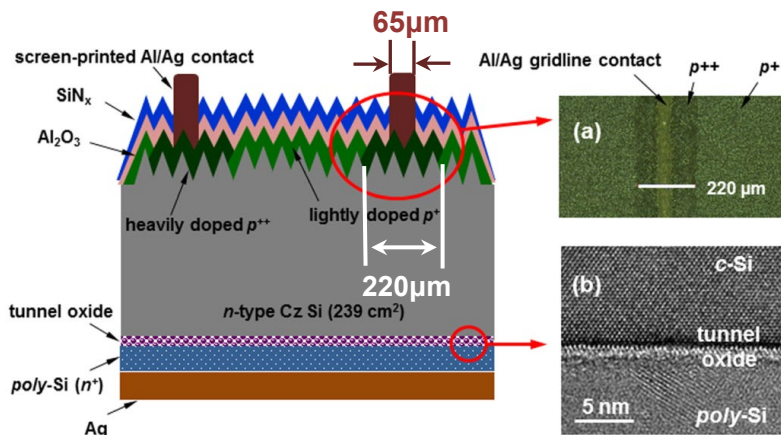 65µm
screen-printed Al/Ag contact
SiNx
Al2O3
heavily doped p++
lightly doped p+
220µm
n-type Cz Si (239 cm2)
tunnel oxide
poly-Si (n+)
Ag
Al/Ag gridline contact
p++
p+
(a)
220 µm
(b)
c-Si
tunnel
oxide
5 nm
poly-Si